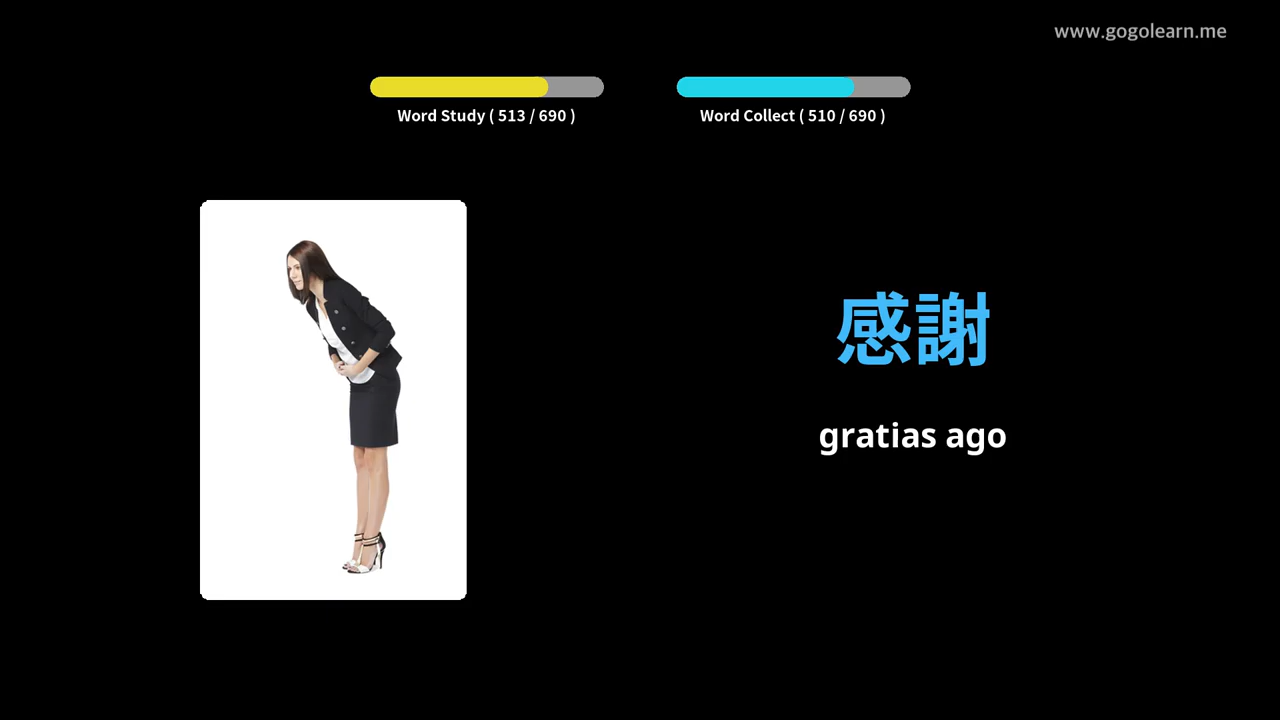 www.gogolearn.me
Word Study ( 513 / 690 )
Word Collect ( 510 / 690 )
感謝
gratias ago